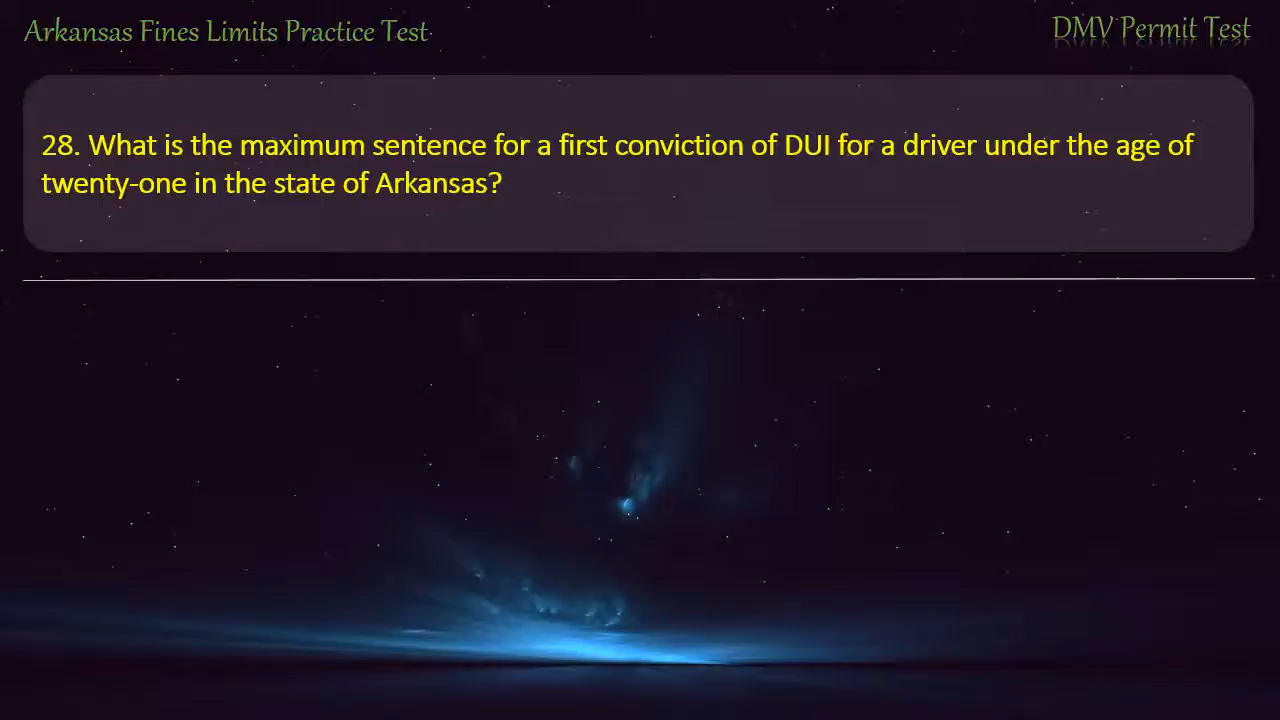 Arkansas Fines Limits Practice Test
DMV Permit Test
28. What is the maximum sentence for a first conviction of DUI for a driver under the age of
twenty-one in the state of Arkansas?